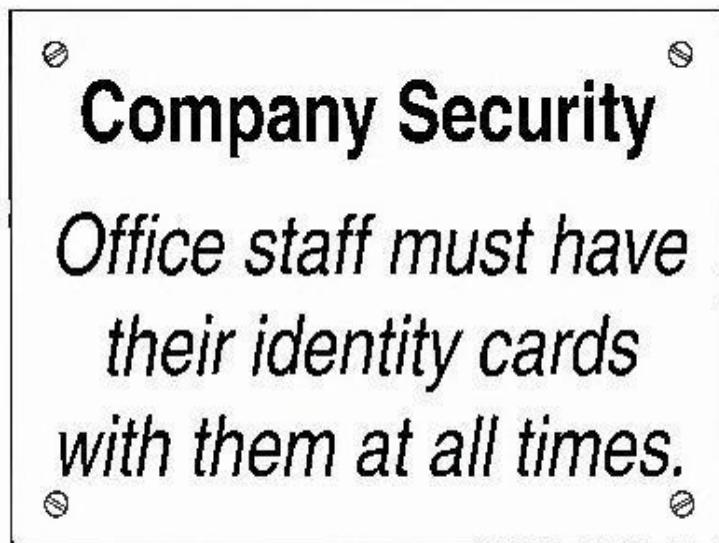 Company Security
Office staff must have
their identity cards
with them at all times.